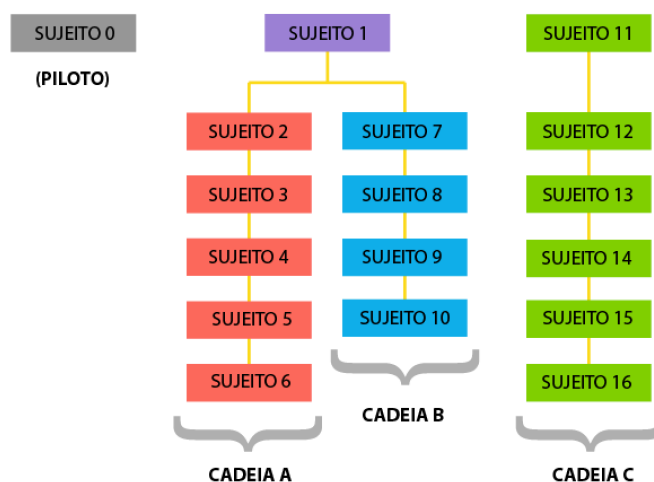 SUJEITO 0
(PILOTO)
SUJEITO 1
SUJEITO 2
SUJEITO 3
SUJEITO 4
SUJEITO 5
SUJEITO 6
CADEIA A
SUJEITO 7
SUJEITO 8
SUJEITO 9
SUJEITO 10
CADEIA B
SUJEITO 11
SUJEITO 12
SUJEITO 13
SUJEITO 14
SUJEITO 15
SUJEITO 16
CADEIA C